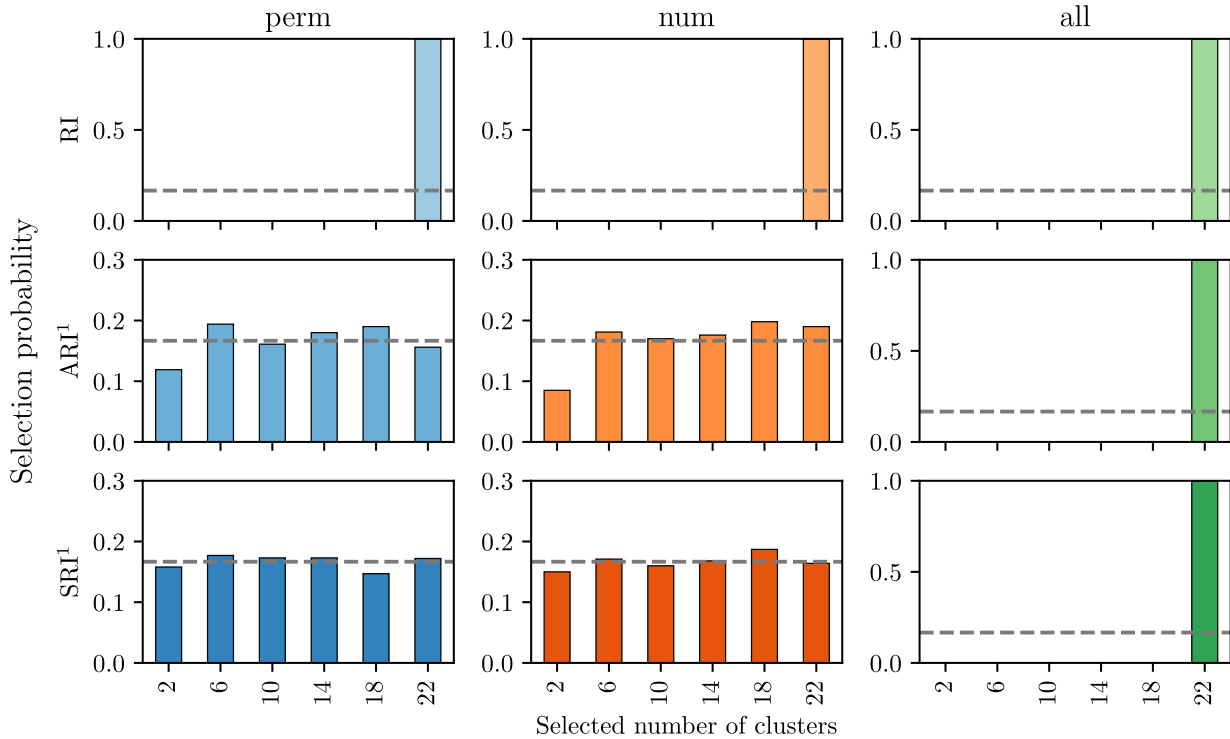 perm num all
Selection probability
RI
1.0 1.0 1.0
0.5 0.5 0.5
0.0 0.0 0.0
ARI¹
0.3 0.3 1.0
0.2 0.2 0.5
0.1 0.1
0.0 0.0 0.0
SRI¹
0.3 0.3 1.0
0.2 0.2 0.5
0.1 0.1
0.0 0.0 0.0
2 6 10 14 18 22 2 6 10 14 18 22 2 6 10 14 18 22
Selected number of clusters